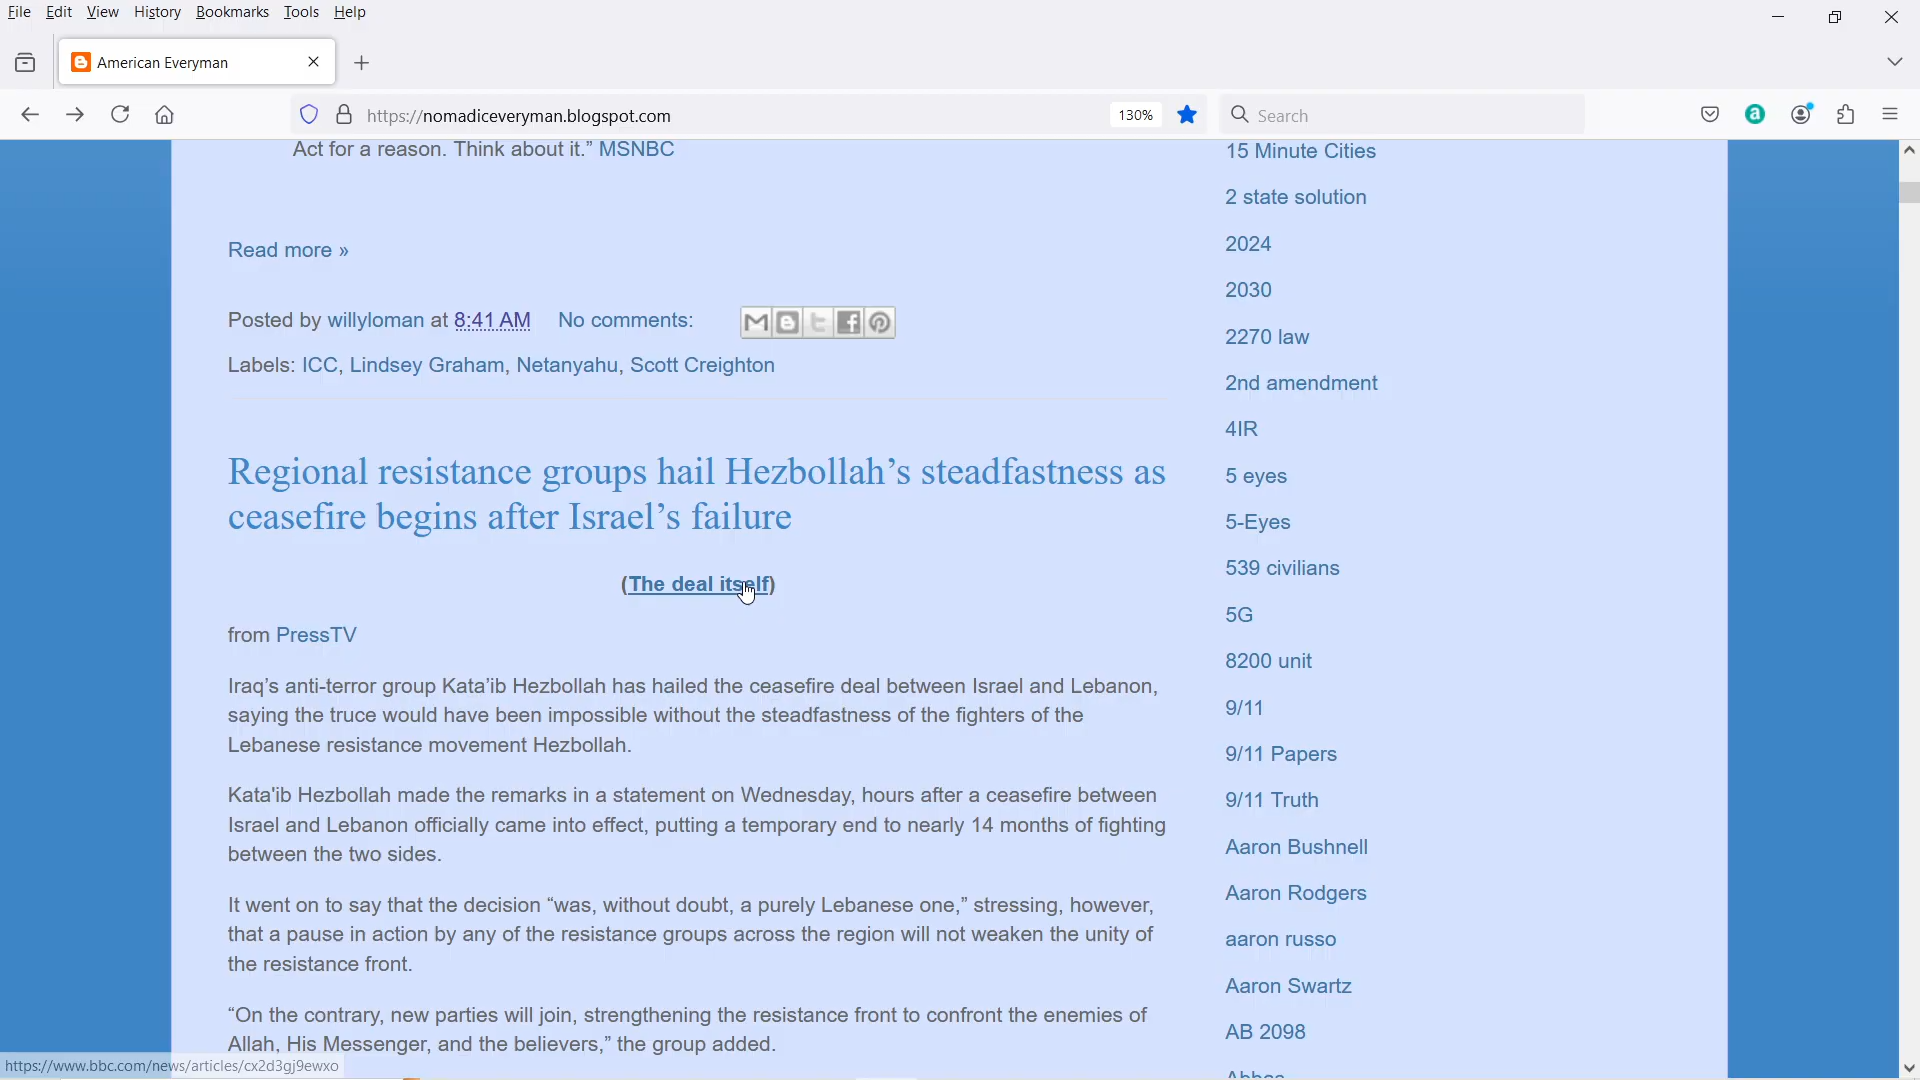 File Edit View History Bookmarks Tools Help
American Everyman
https://nomadiceveryman.blogspot.com
130%
Search
Act for a reason. Think about it.” MSNBC
Read more »
Posted by willyloman at 8:41 AM No comments:
Labels: ICC, Lindsey Graham, Netanyahu, Scott Creighton
Regional resistance groups hail Hezbollah’s steadfastness as
ceasefire begins after Israel’s failure
(The deal itself)
from PressTV
Iraq’s anti-terror group Kata’ib Hezbollah has hailed the ceasefire deal between Israel and Lebanon,
saying the truce would have been impossible without the steadfastness of the fighters of the
Lebanese resistance movement Hezbollah.
Kata'ib Hezbollah made the remarks in a statement on Wednesday, hours after a ceasefire between
Israel and Lebanon officially came into effect, putting a temporary end to nearly 14 months of fighting
between the two sides.
It went on to say that the decision “was, without doubt, a purely Lebanese one,” stressing, however,
that a pause in action by any of the resistance groups across the region will not weaken the unity of
the resistance front.
“On the contrary, new parties will join, strengthening the resistance front to confront the enemies of
Allah, His Messenger, and the believers,” the group added.
15 Minute Cities
2 state solution
2024
2030
2270 law
2nd amendment
4IR
5 eyes
5-Eyes
539 civilians
5G
8200 unit
9/11
9/11 Papers
9/11 Truth
Aaron Bushnell
Aaron Rodgers
aaron russo
Aaron Swartz
AB 2098
Abbas
https://www.bbc.com/news/articles/cx2d3gj9ewxo